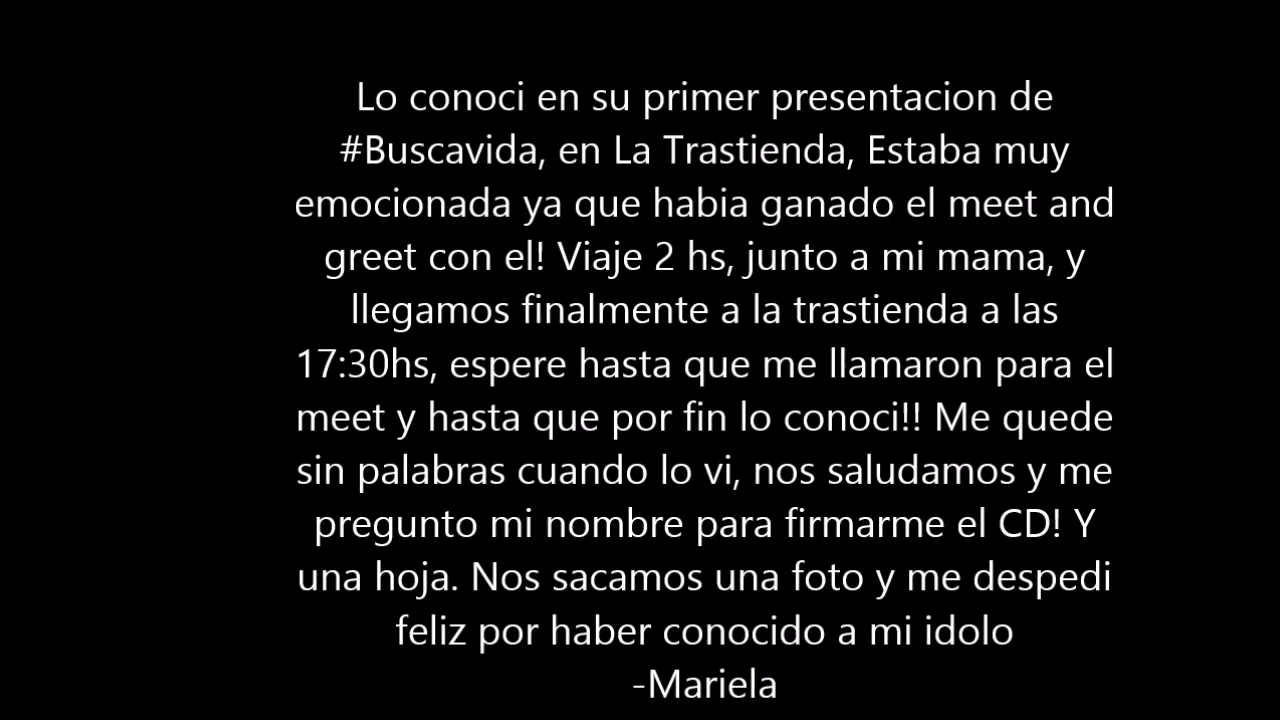 Lo conoci en su primer presentacion de
#Buscavida, en La Trastienda, Estaba muy
emocionada ya que habia ganado el meet and
greet con el! Viaje 2 hs, junto a mi mama, y
llegamos finalmente a la trastienda a las
17:30hs, espere hasta que me llamaron para el
meet y hasta que por fin lo conoci!! Me quede
sin palabras cuando lo vi, nos saludamos y me
pregunto mi nombre para firmarme el CD! Y
una hoja. Nos sacamos una foto y me despedi
feliz por haber conocido a mi idolo
-Mariela